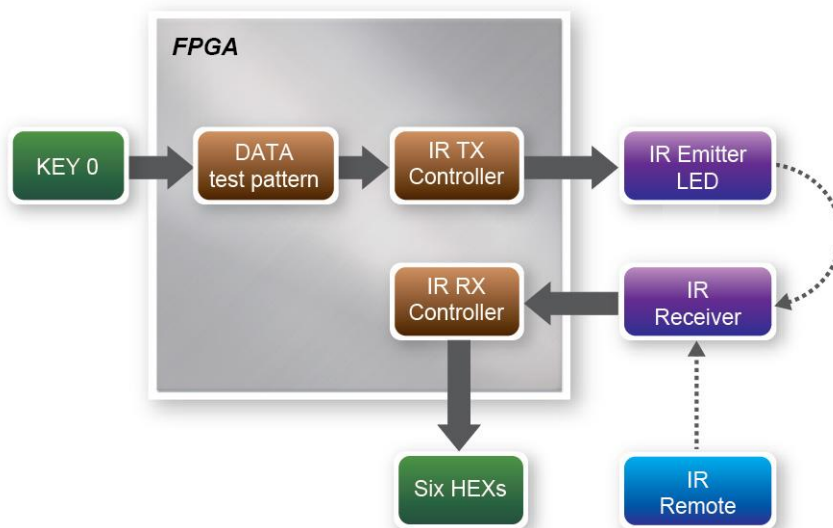 FPGA
KEY 0
DATA
test pattern
IR TX
Controller
IR Emitter
LED
IR RX
Controller
IR
Receiver
Six HEXs
IR
Remote